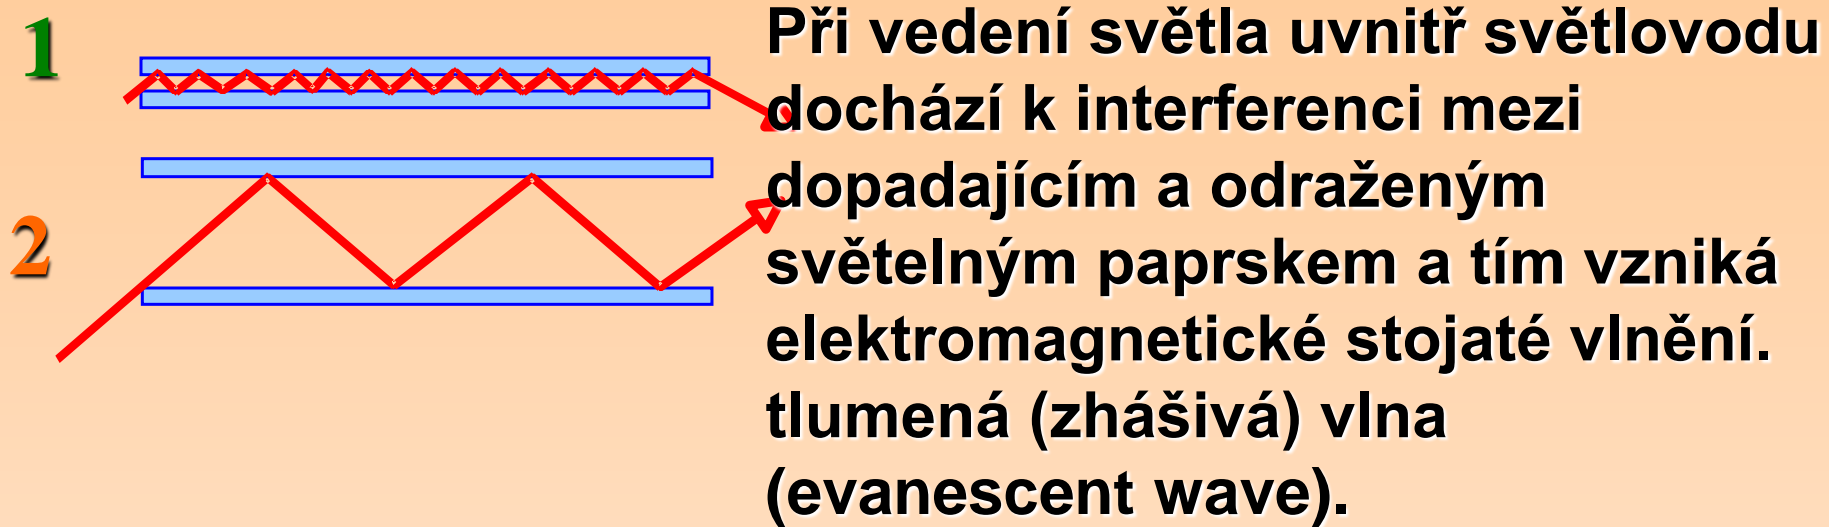 1
2
Při vedení světla uvnitř světlovodu
dochází k interferenci mezi
dopadajícím a odraženým
světelným paprskem a tím vzniká
elektromagnetické stojaté vlnění.
tlumená (zhášivá) vlna
(evanescent wave).